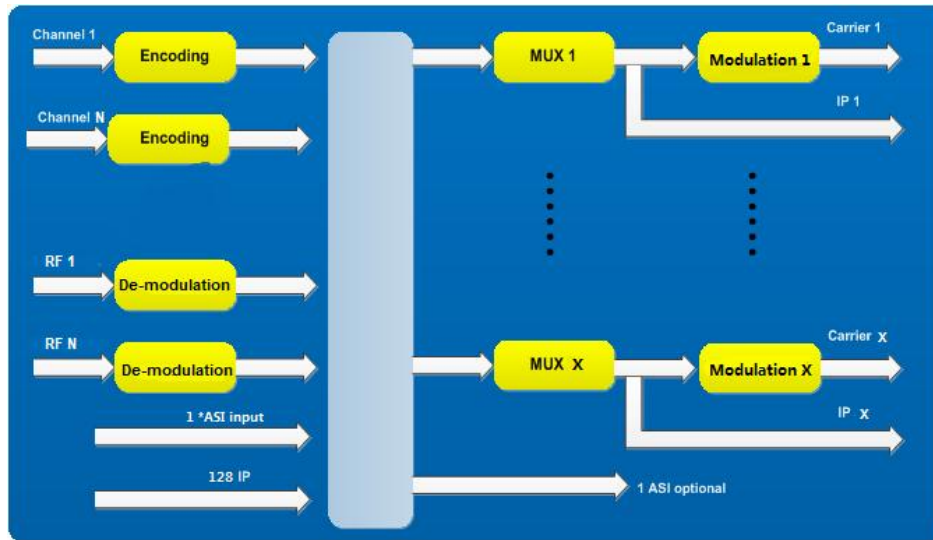 Channel 1
Encoding
MUX 1
Modulation 1
Carrier 1
IP 1
Channel N
Encoding
RF 1
De-modulation
RF N
De-modulation
MUX X
Modulation X
Carrier X
IP X
1 *ASI input
128 IP
1 ASI optional